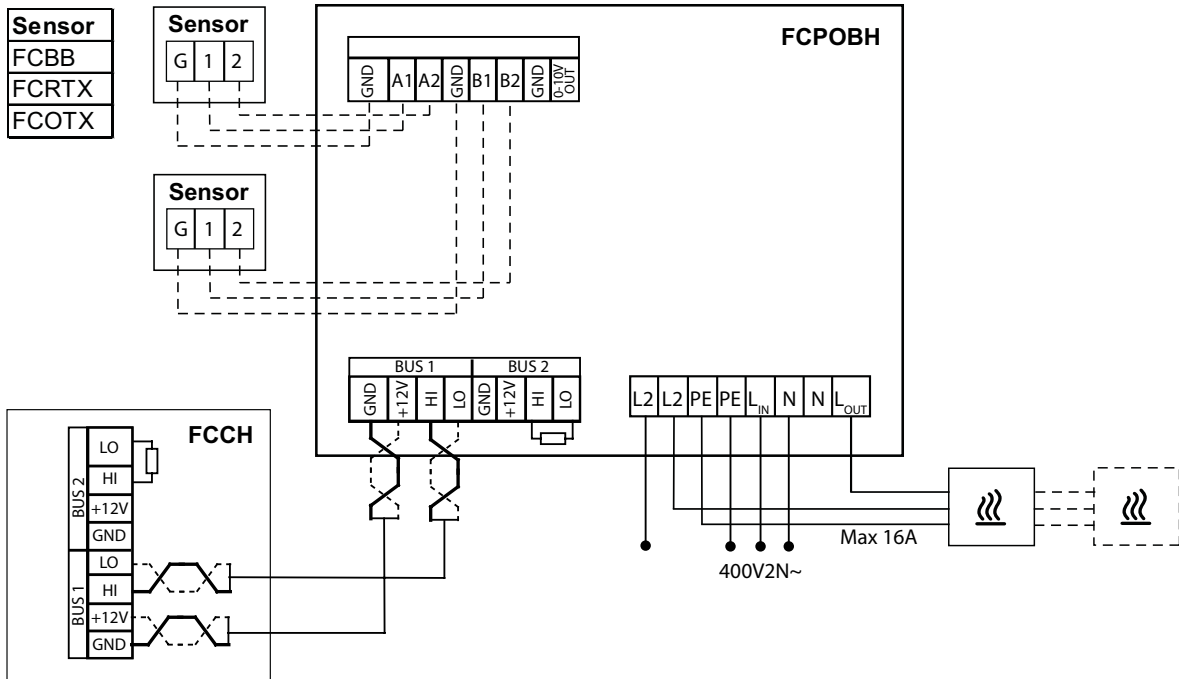 Sensor
FCBB
FCRTX
FCOTX
Sensor
G 1 2
Sensor
G 1 2
FCPOBH
GND A1 A2 GND B1 B2 GND 0-10V OUT
BUS 1 BUS 2
GND +12V HI LO GND +12V HI LO
L2 L2 PE PE LIN N N LOUT
FCCH
BUS 2
LO
HI
+12V
GND
BUS 1
LO
HI
+12V
GND
Max 16A
400V2N~